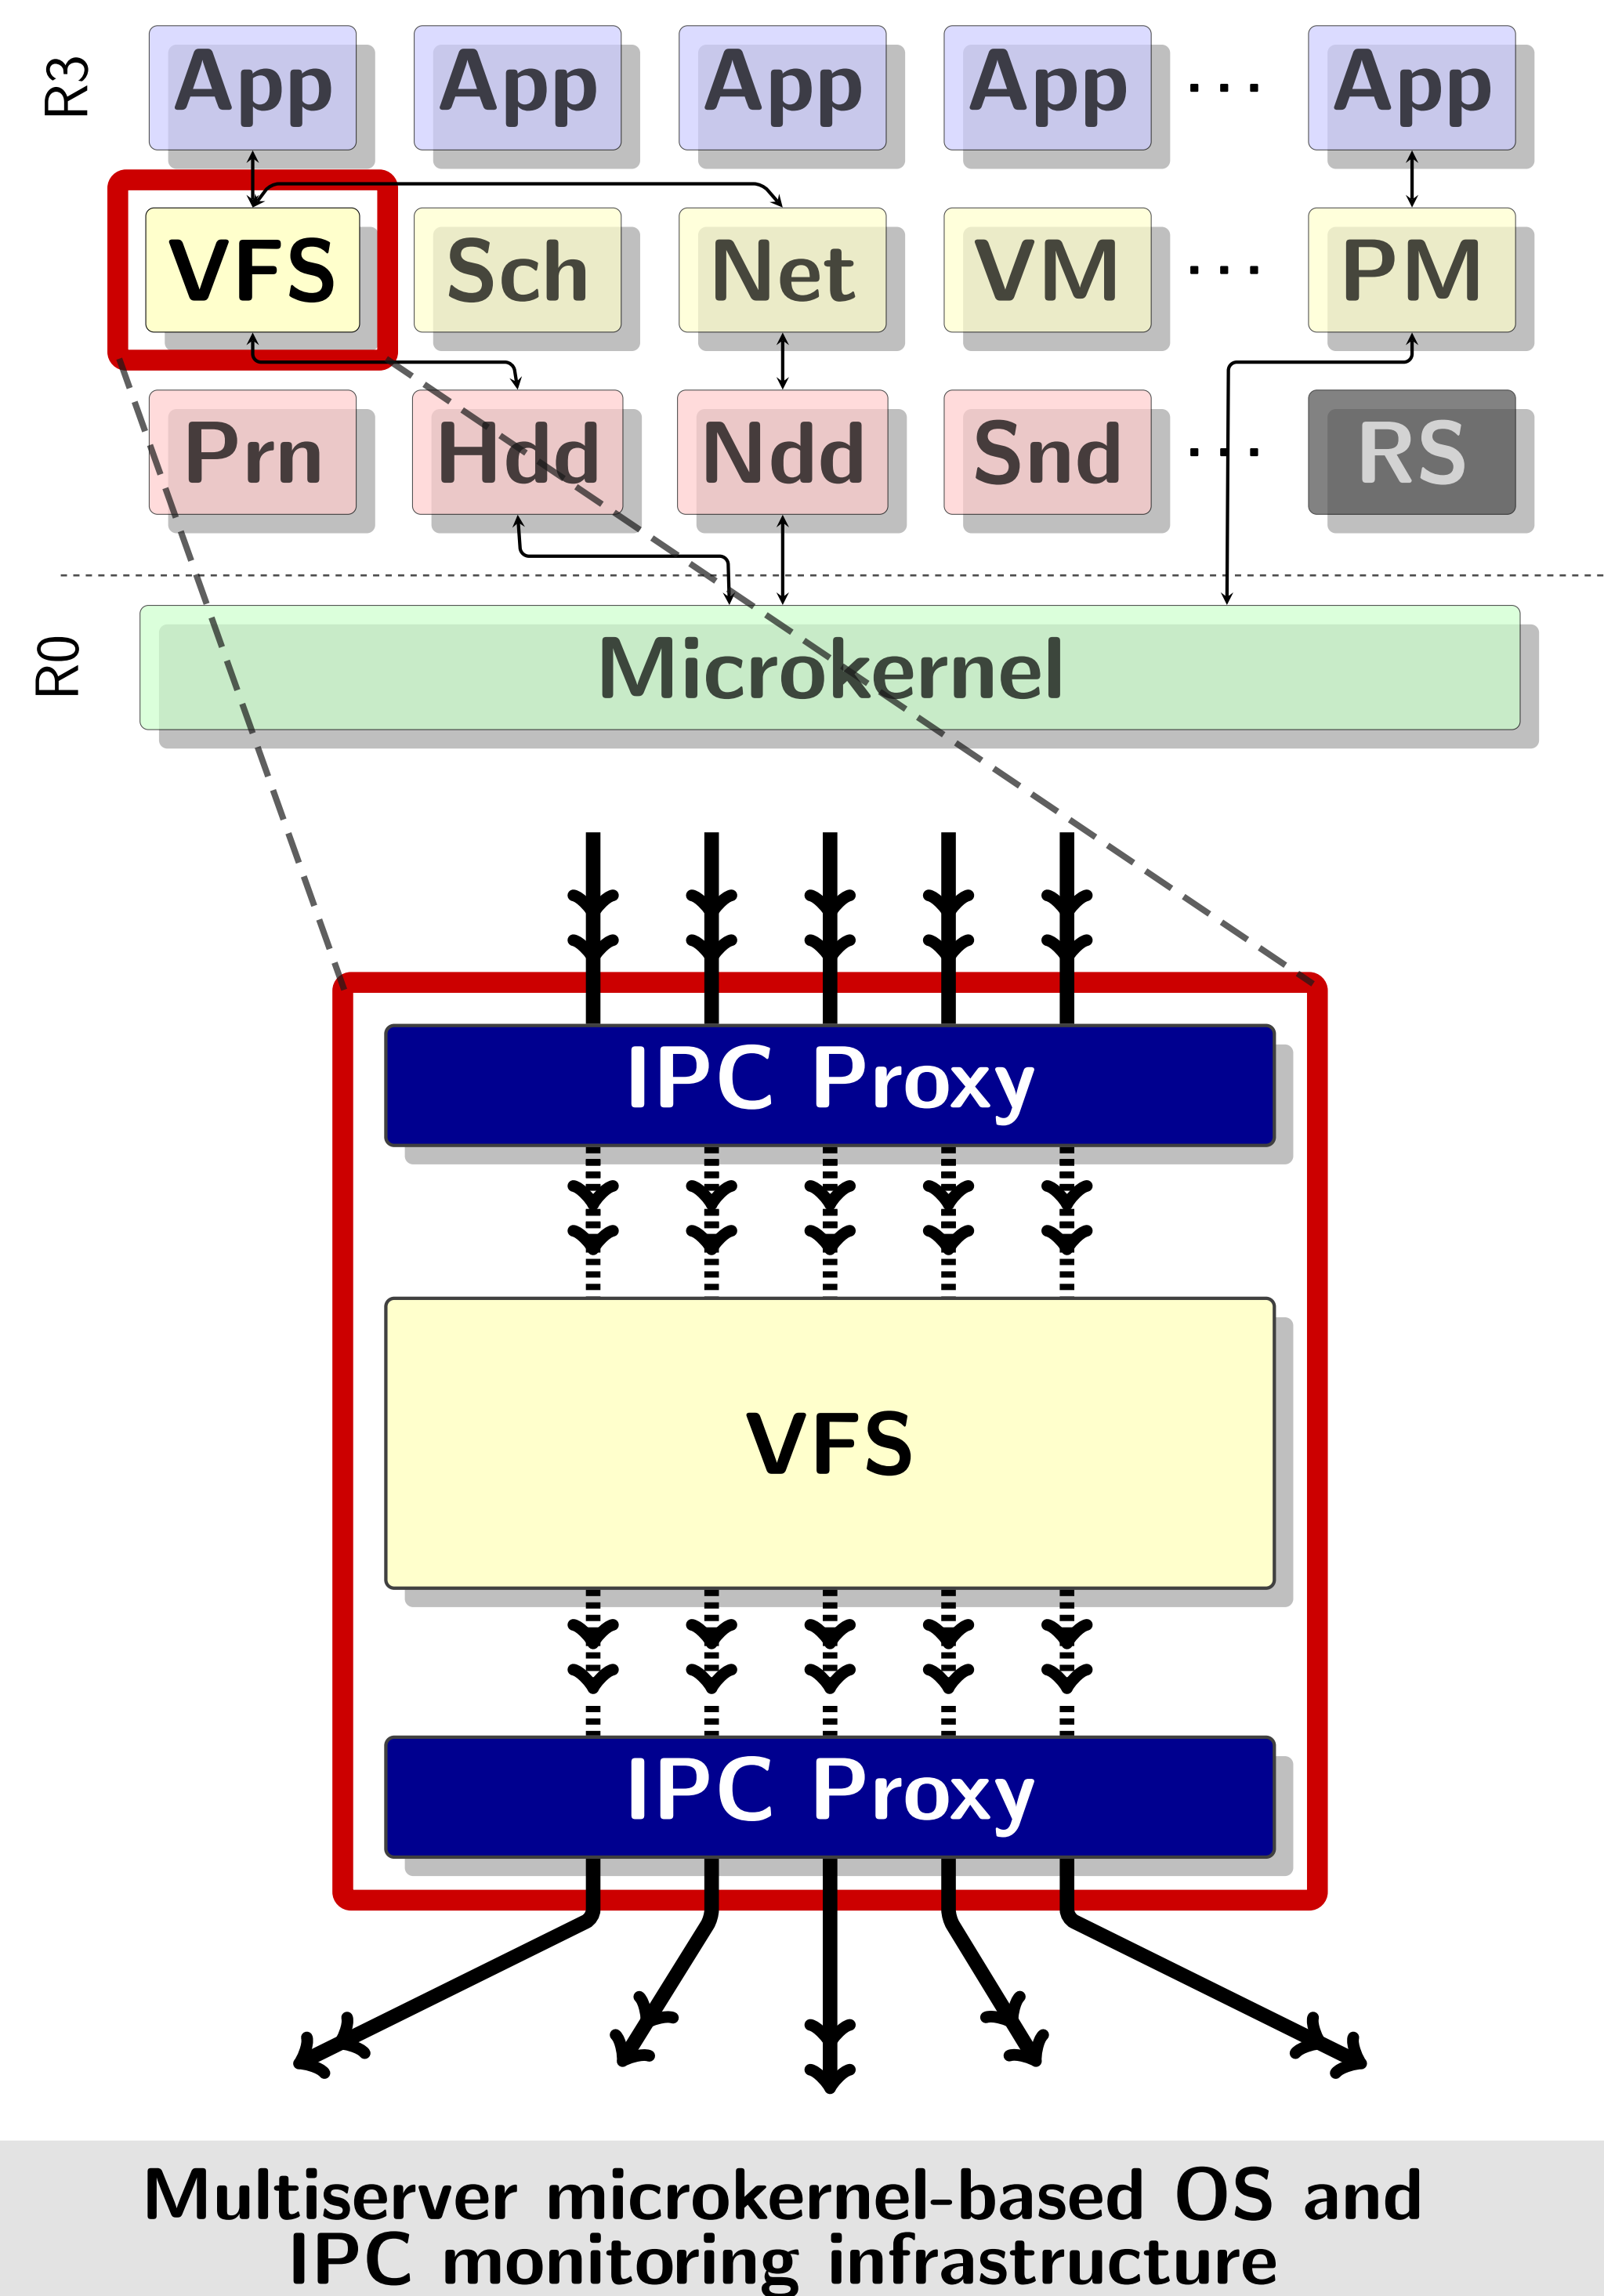 R3
App App App App ... App
VFS Sch Net VM ... PM
Prn Hdd Ndd Snd ... RS
R0
Microkernel
IPC Proxy
VFS
IPC Proxy
Multiserver microkernel-based OS and
IPC monitoring infrastructure